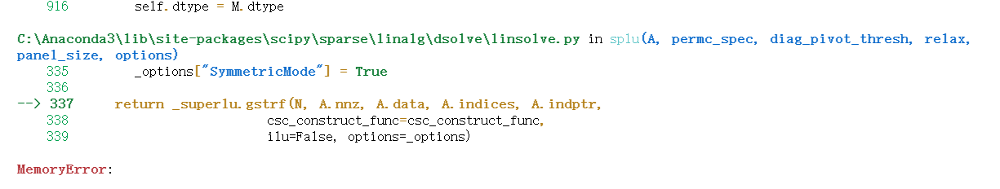 916 self.dtype = M.dtype
C:\Anaconda3\lib\site-packages\scipy\sparse\linalg\dsolve\linsolve.py in splu(A, permc_spec, diag_pivot_thresh, relax,
panel_size, options)
335 _options["SymmetricMode"] = True
336
--> 337 return _superlu.gstrf(N, A.nnz, A.data, A.indices, A.indptr,
338 csc_construct_func=csc_construct_func,
339 ilu=False, options=_options)
MemoryError: